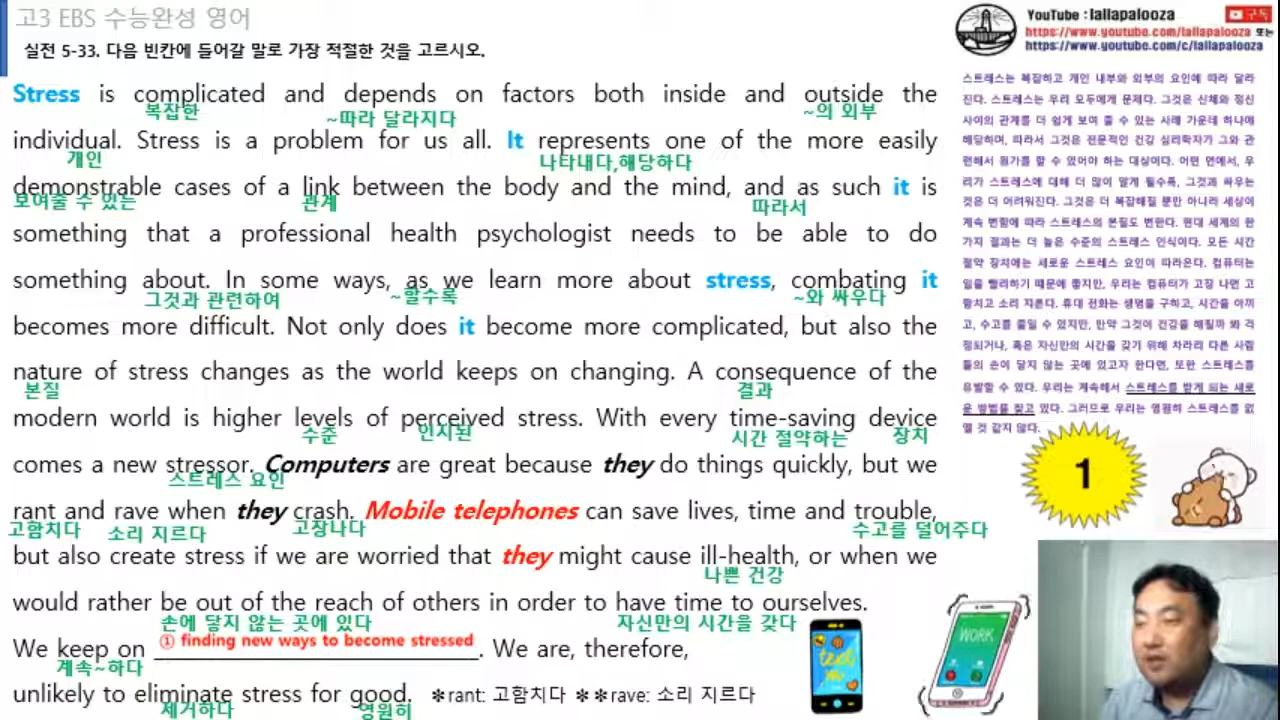 고3 EBS 수능완성 영어
실전 5-33. 다음 빈칸에 들어갈 말로 가장 적절한 것을 고르시오.
YouTube : lallapalooza
구독
https://www.youtube.com/lallapalooza 또는
https://www.youtube.com/c/lallapalooza
Stress is complicated and depends on factors both inside and outside the
복잡한 ~따라 달라지다 ~의 외부
individual. Stress is a problem for us all. It represents one of the more easily
개인 나타내다,해당하다
demonstrable cases of a link between the body and the mind, and as such it is
보여줄 수 있는 관계 따라서
something that a professional health psychologist needs to be able to do
something about. In some ways, as we learn more about stress, combating it
그것과 관련하여 ~할수록 ~와 싸우다
becomes more difficult. Not only does it become more complicated, but also the
nature of stress changes as the world keeps on changing. A consequence of the
본질 결과
modern world is higher levels of perceived stress. With every time-saving device
수준 인지된 시간 절약하는 장치
comes a new stressor. Computers are great because they do things quickly, but we
스트레스 요인
rant and rave when they crash. Mobile telephones can save lives, time and trouble,
고함치다 소리 지르다 고장나다 수고를 덜어주다
but also create stress if we are worried that they might cause ill-health, or when we
나쁜 건강
would rather be out of the reach of others in order to have time to ourselves.
손에 닿지 않는 곳에 있다 자신만의 시간을 갖다
We keep on ① finding new ways to become stressed. We are, therefore,
계속~하다
unlikely to eliminate stress for good. ＊rant: 고함치다 ＊＊rave: 소리 지르다
제거하다 영원히
스트레스는 복잡하고 개인 내부와 외부의 요인에 따라 달라
진다. 스트레스는 우리 모두에게 문제다. 그것은 신체와 정신
사이의 관계를 더 쉽게 보여 줄 수 있는 사례 가운데 하나에
해당하며, 따라서 그것은 전문적인 건강 심리학자가 그와 관
련해서 뭔가를 할 수 있어야 하는 대상이다. 어떤 면에서, 우
리가 스트레스에 대해 더 많이 알게 될수록, 그것과 싸우는
것은 더 어려워진다. 그것은 더 복잡해질 뿐만 아니라 세상이
계속 변함에 따라 스트레스의 본질도 변한다. 현대 세계의 한
가지 결과는 더 높은 수준의 스트레스 인식이다. 모든 시간
절약 장치에는 새로운 스트레스 요인이 따라온다. 컴퓨터는
일을 빨리하기 때문에 좋지만, 우리는 컴퓨터가 고장 나면 고
함치고 소리 지른다. 휴대 전화는 생명을 구하고, 시간을 아끼
고, 수고를 줄일 수 있지만, 만약 그것이 건강을 해칠까 봐 걱
정되거나, 혹은 자신만의 시간을 갖기 위해 차라리 다른 사람
들의 손이 닿지 않는 곳에 있고자 한다면, 또한 스트레스를
유발할 수 있다. 우리는 계속해서 스트레스를 받게 되는 새로
운 방법을 찾고 있다. 그러므로 우리는 영원히 스트레스를 없
앨 것 같지 않다.
1
text me
WORK